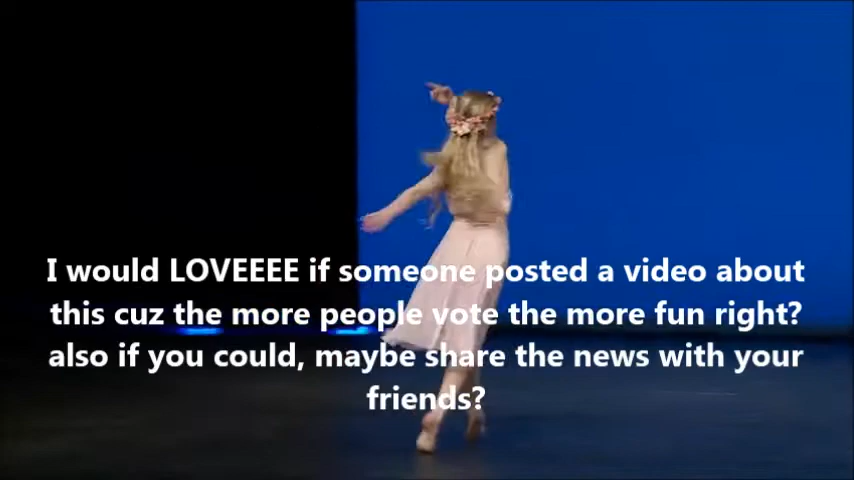 I would LOVEEEE if someone posted a video about
this cuz the more people vote the more fun right?
also if you could, maybe share the news with your
friends?